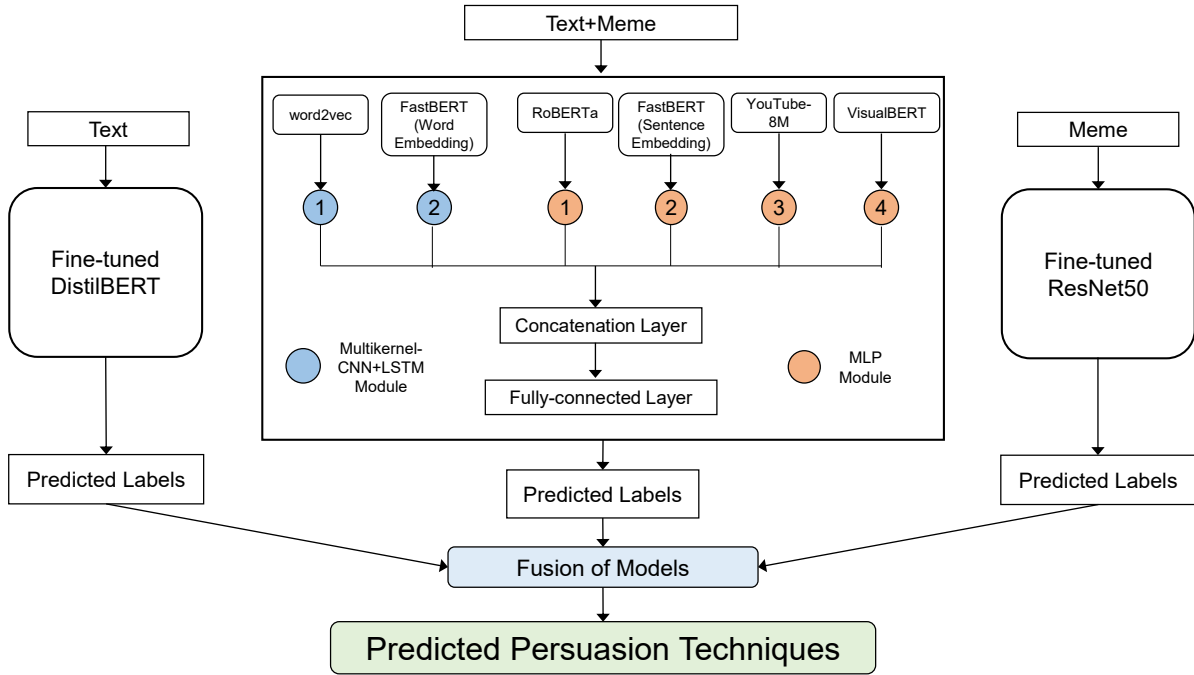 Text+Meme
word2vec
FastBERT
(Word
Embedding)
RoBERTa
FastBERT
(Sentence
Embedding)
YouTube-
8M
VisualBERT
Text
Meme
1
2
1
2
3
4
Fine-tuned
DistilBERT
Fine-tuned
ResNet50
Concatenation Layer
Multikernel-
CNN+LSTM
Module
MLP
Module
Fully-connected Layer
Predicted Labels
Predicted Labels
Predicted Labels
Fusion of Models
Predicted Persuasion Techniques